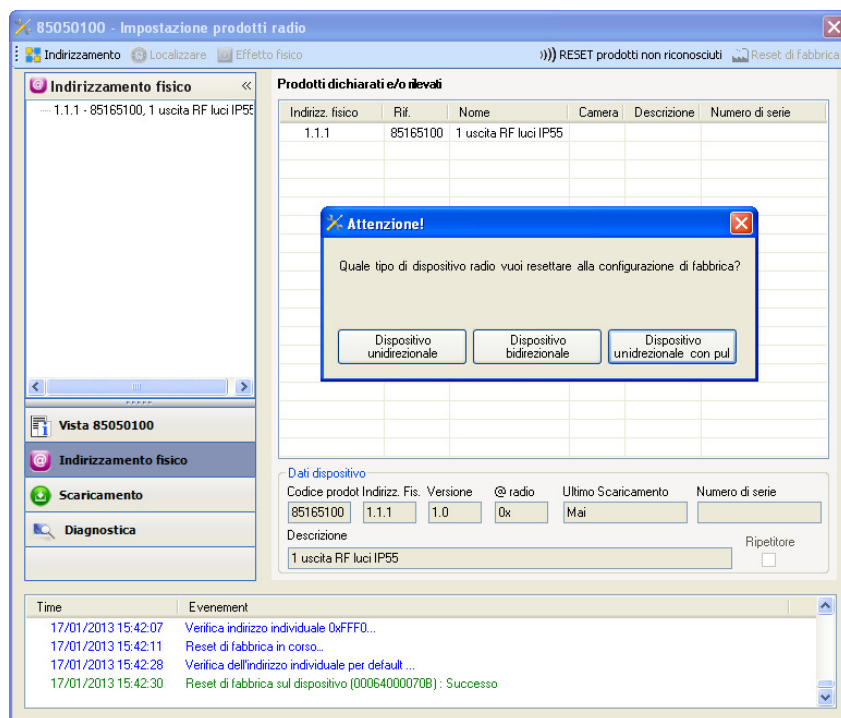 85050100 - Impostazione prodotti radio
Indirizzamento Localizzare Effetto fisico ))) RESET prodotti non riconosciuti Reset di fabbrica
Indirizzamento fisico «
1.1.1 - 85165100, 1 uscita RF luci IP55
Vista 85050100
Indirizzamento fisico
Scaricamento
Diagnostica
Prodotti dichiarati e/o rilevati
Indirizz. fisico Rif. Nome Camera Descrizione Numero di serie
1.1.1 85165100 1 uscita RF luci IP55
Attenzione!
Quale tipo di dispositivo radio vuoi resettare alla configurazione di fabbrica?
Dispositivo unidirezionale
Dispositivo bidirezionale
Dispositivo unidrezionale con pul
Dati dispositivo
Codice prodot Indirizz. Fis. Versione @ radio Ultimo Scaricamento Numero di serie
85165100 1.1.1 1.0 0x Mai
Descrizione
Ripetitore
1 uscita RF luci IP55
Time Evenement
17/01/2013 15:42:07 Verifica indirizzo individuale 0xFFF0...
17/01/2013 15:42:11 Reset di fabbrica in corso...
17/01/2013 15:42:28 Verifica dell'indirizzo individuale per default ...
17/01/2013 15:42:30 Reset di fabbrica sul dispositivo (00064000070B) : Successo